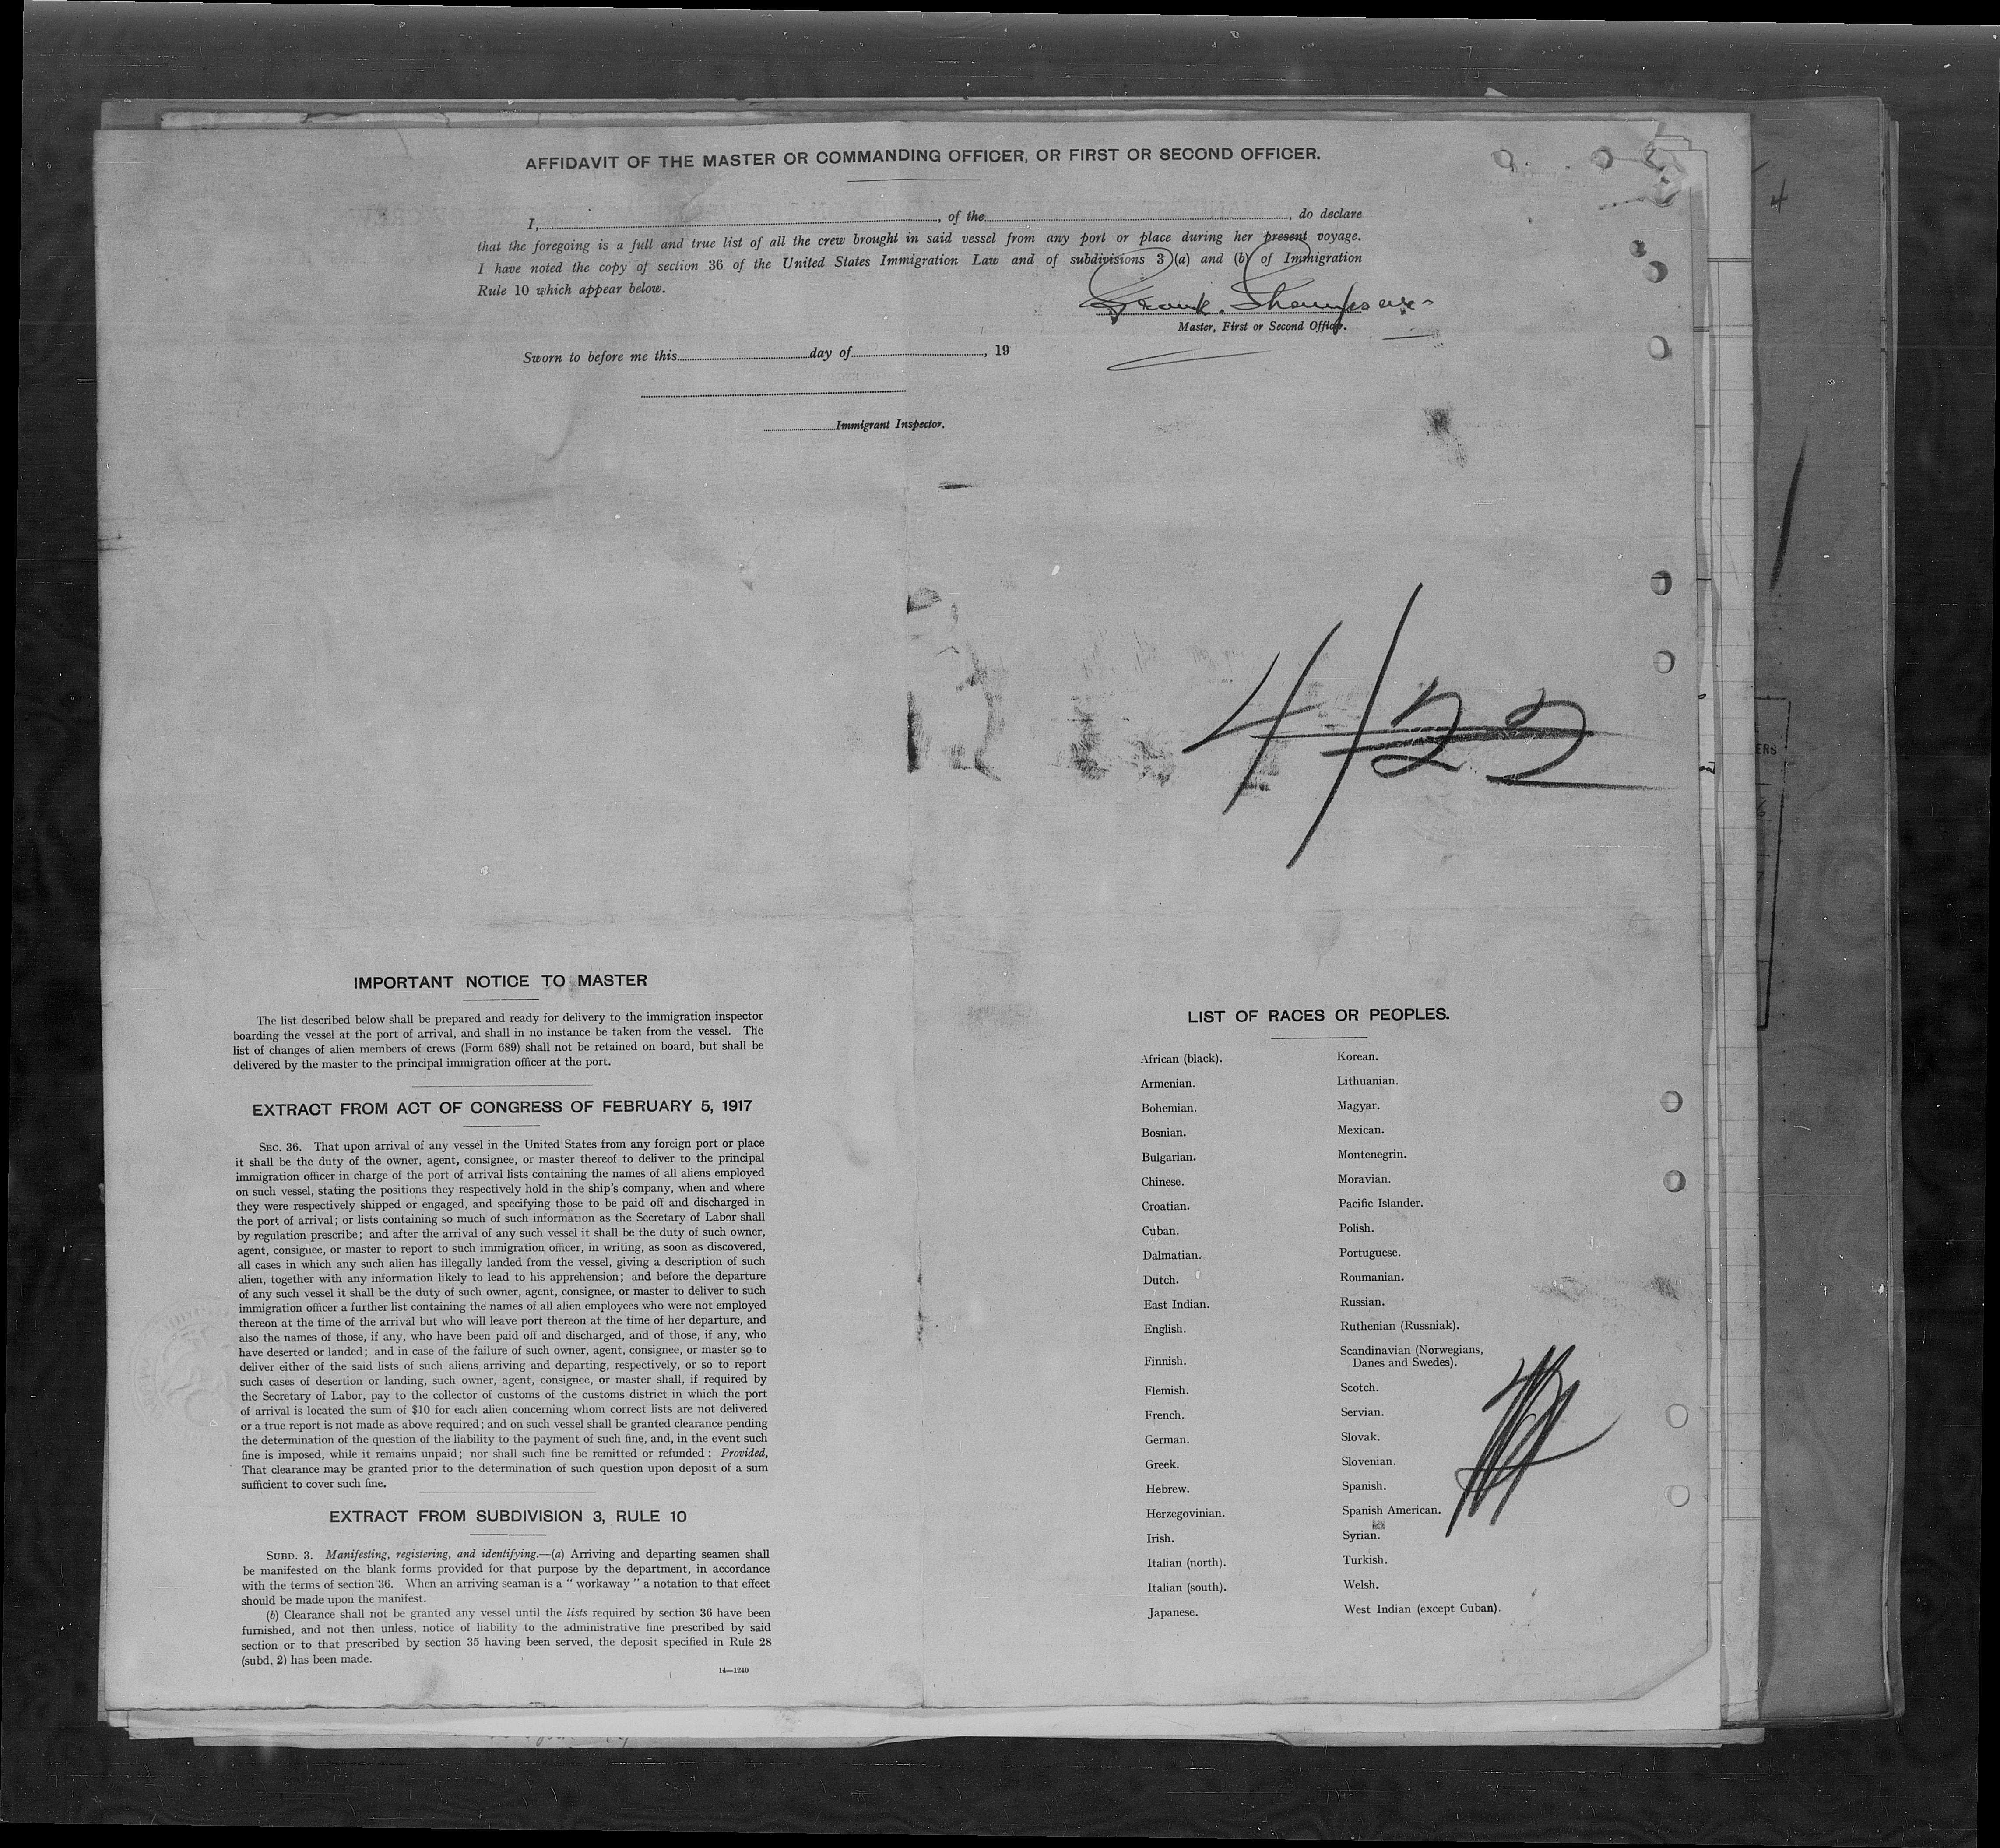 AFFIDAVIT OF THE MASTER OR COMMANDING OFFICER, OR FIRST OR SECOND OFFICER.
I, , of the , do declare
that the foregoing is a full and true list of all the crew brought in said vessel from any port or place during her present voyage.
I have noted the copy of section 36 of the United States Immigration Law and of subdivisions 3 (a) and (b) of Immigration
Rule 10 which appear below.
Frank. Thompson
Master, First or Second Officer.
Sworn to before me this day of , 19
Immigrant Inspector.
4/22
IMPORTANT NOTICE TO MASTER
The list described below shall be prepared and ready for delivery to the immigration inspector
boarding the vessel at the port of arrival, and shall in no instance be taken from the vessel. The
list of changes of alien members of crews (Form 689) shall not be retained on board, but shall be
delivered by the master to the principal immigration officer at the port.
EXTRACT FROM ACT OF CONGRESS OF FEBRUARY 5, 1917
SEC. 36. That upon arrival of any vessel in the United States from any foreign port or place
it shall be the duty of the owner, agent, consignee, or master thereof to deliver to the principal
immigration officer in charge of the port of arrival lists containing the names of all aliens employed
on such vessel, stating the positions they respectively hold in the ship's company, when and where
they were respectively shipped or engaged, and specifying those to be paid off and discharged in
the port of arrival; or lists containing so much of such information as the Secretary of Labor shall
by regulation prescribe; and after the arrival of any such vessel it shall be the duty of such owner,
agent, consignee, or master to report to such immigration officer, in writing, as soon as discovered,
all cases in which any such alien has illegally landed from the vessel, giving a description of such
alien, together with any information likely to lead to his apprehension; and before the departure
of any such vessel it shall be the duty of such owner, agent, consignee, or master to deliver to such
immigration officer a further list containing the names of all alien employees who were not employed
thereon at the time of the arrival but who will leave port thereon at the time of her departure, and
also the names of those, if any, who have been paid off and discharged, and of those, if any, who
have deserted or landed; and in case of the failure of such owner, agent, consignee, or master so to
deliver either of the said lists of such aliens arriving and departing, respectively, or so to report
such cases of desertion or landing, such owner, agent, consignee, or master shall, if required by
the Secretary of Labor, pay to the collector of customs of the customs district in which the port
of arrival is located the sum of $10 for each alien concerning whom correct lists are not delivered
or a true report is not made as above required; and on such vessel shall be granted clearance pending
the determination of the question of the liability to the payment of such fine, and, in the event such
fine is imposed, while it remains unpaid; nor shall such fine be remitted or refunded: Provided,
That clearance may be granted prior to the determination of such question upon deposit of a sum
sufficient to cover such fine.
EXTRACT FROM SUBDIVISION 3, RULE 10
SUBD. 3. Manifesting, registering, and identifying.—(a) Arriving and departing seamen shall
be manifested on the blank forms provided for that purpose by the department, in accordance
with the terms of section 36. When an arriving seaman is a "workaway" a notation to that effect
should be made upon the manifest.
(b) Clearance shall not be granted any vessel until the lists required by section 36 have been
furnished, and not then unless, notice of liability to the administrative fine prescribed by said
section or to that prescribed by section 35 having been served, the deposit specified in Rule 28
(subd. 2) has been made.
14—1240
LIST OF RACES OR PEOPLES.
African (black).
Armenian.
Bohemian.
Bosnian.
Bulgarian.
Chinese.
Croatian.
Cuban.
Dalmatian.
Dutch.
East Indian.
English.
Finnish.
Flemish.
French.
German.
Greek.
Hebrew.
Herzegovinian.
Irish.
Italian (north).
Italian (south).
Japanese.
Korean.
Lithuanian.
Magyar.
Mexican.
Montenegrin.
Moravian.
Pacific Islander.
Polish.
Portuguese.
Roumanian.
Russian.
Ruthenian (Russniak).
Scandinavian (Norwegians,
Danes and Swedes).
Scotch.
Servian.
Slovak.
Slovenian.
Spanish.
Spanish American.
Syrian.
Turkish.
Welsh.
West Indian (except Cuban).
4
ERS